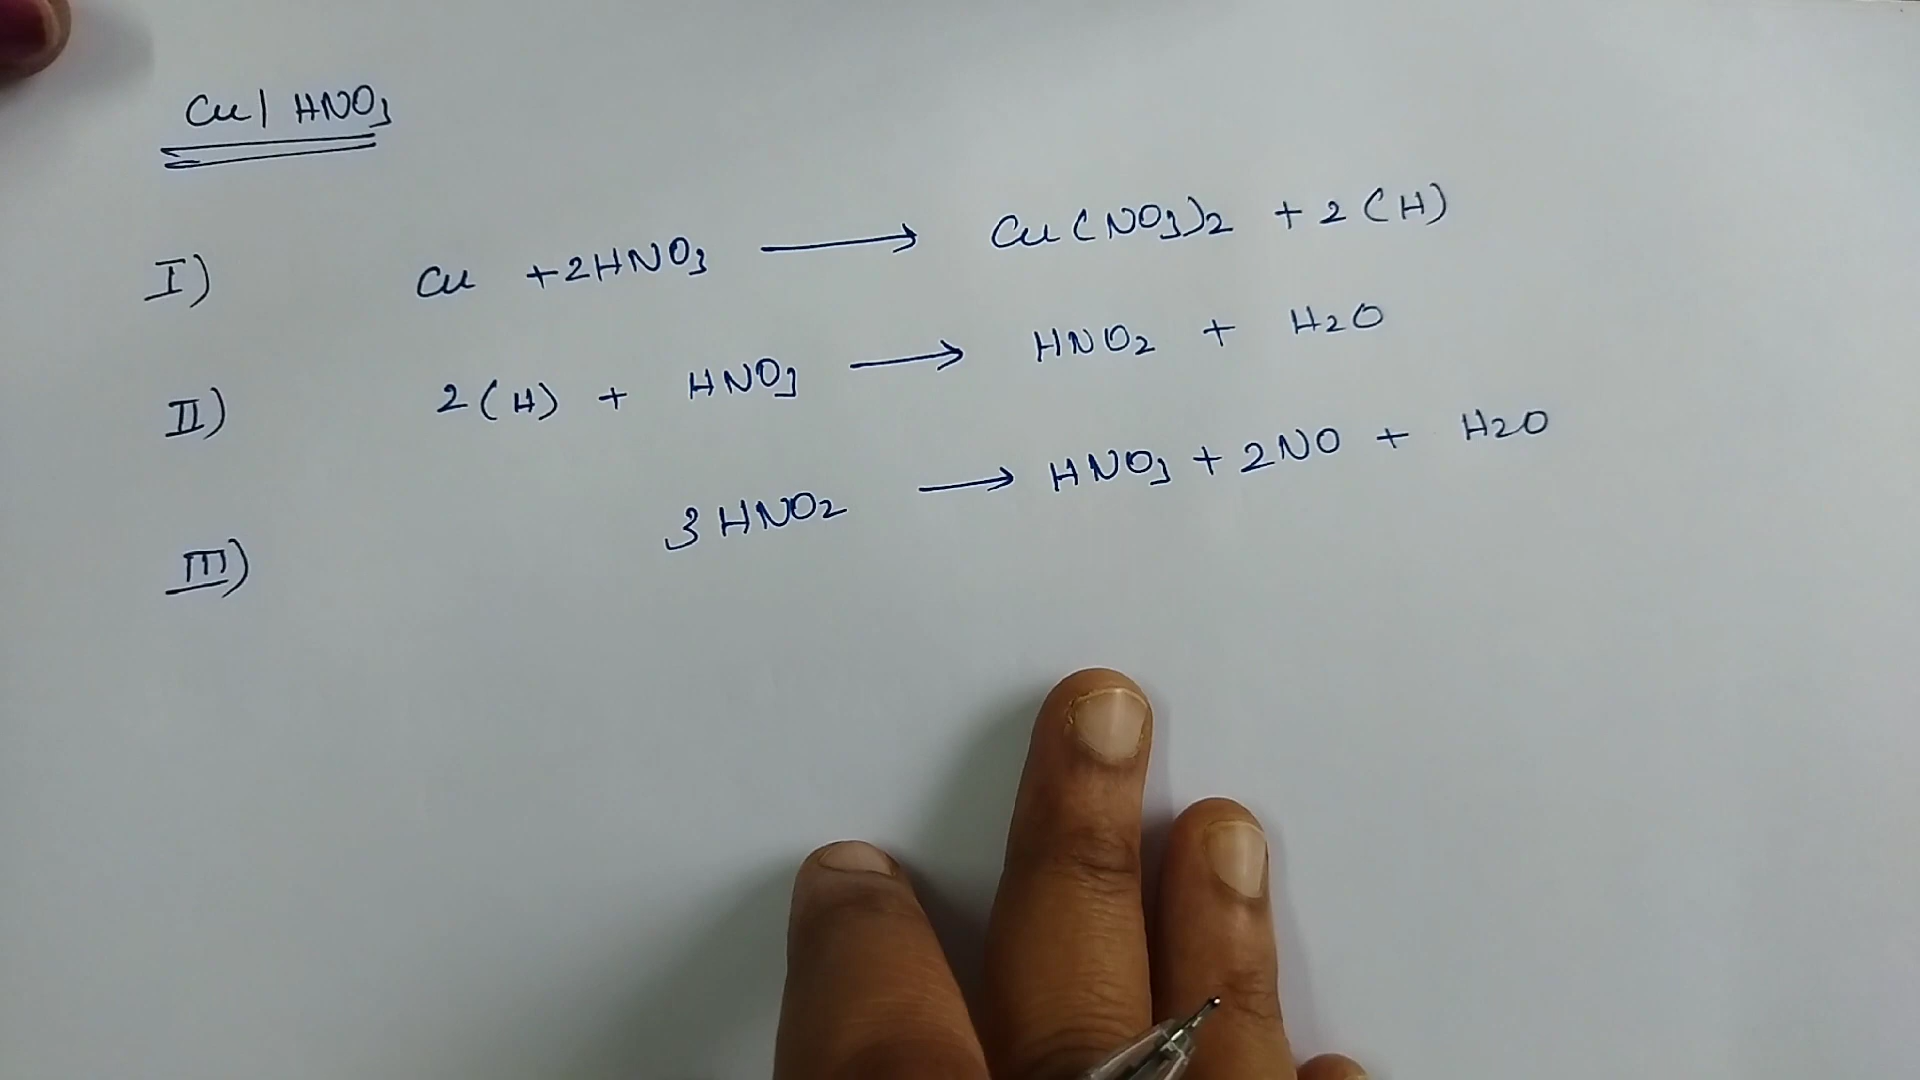 Cu | HNO3
I) Cu + 2HNO3 ⟶ Cu(NO3)2 + 2(H)
II) 2(H) + HNO3 ⟶ HNO2 + H2O
III) 3HNO2 ⟶ HNO3 + 2NO + H2O